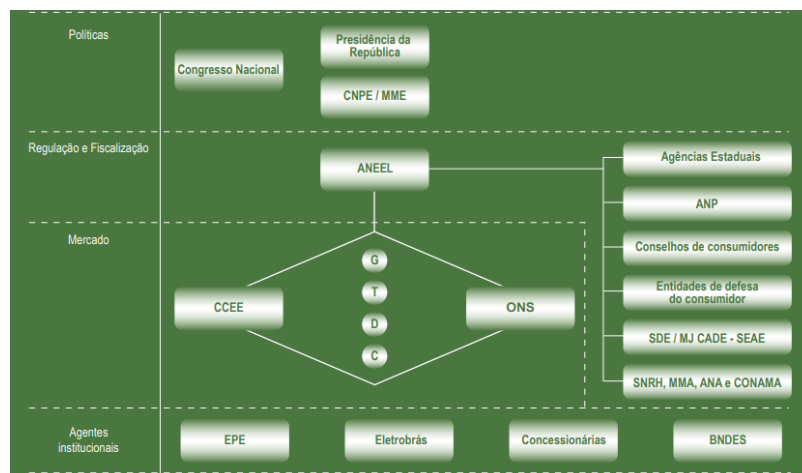 Políticas
Congresso Nacional
Presidência da
República
CNPE / MME
Regulação e Fiscalização
ANEEL
Agências Estaduais
ANP
Conselhos de consumidores
Entidades de defesa
do consumidor
SDE / MJ CADE - SEAE
SNRH, MMA, ANA e CONAMA
Mercado
G
T
D
C
CCEE
ONS
Agentes
institucionais
EPE
Eletrobrás
Concessionárias
BNDES